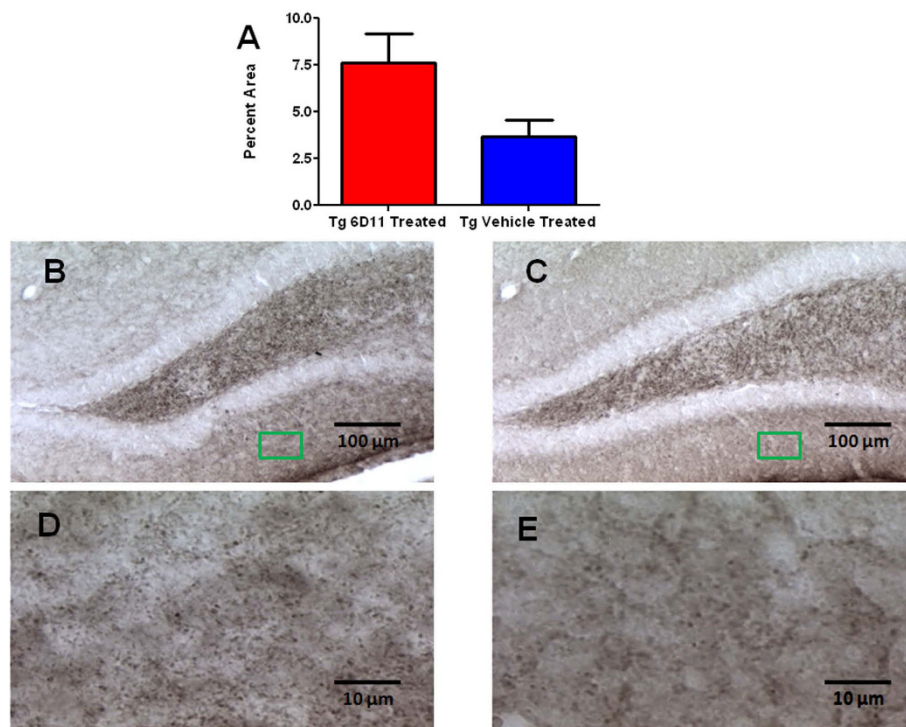 A
Percent Area
10.0
7.5
5.0
2.5
0.0
Tg 6D11 Treated
Tg Vehicle Treated
B
100 µm
C
100 µm
D
10 µm
E
10 µm